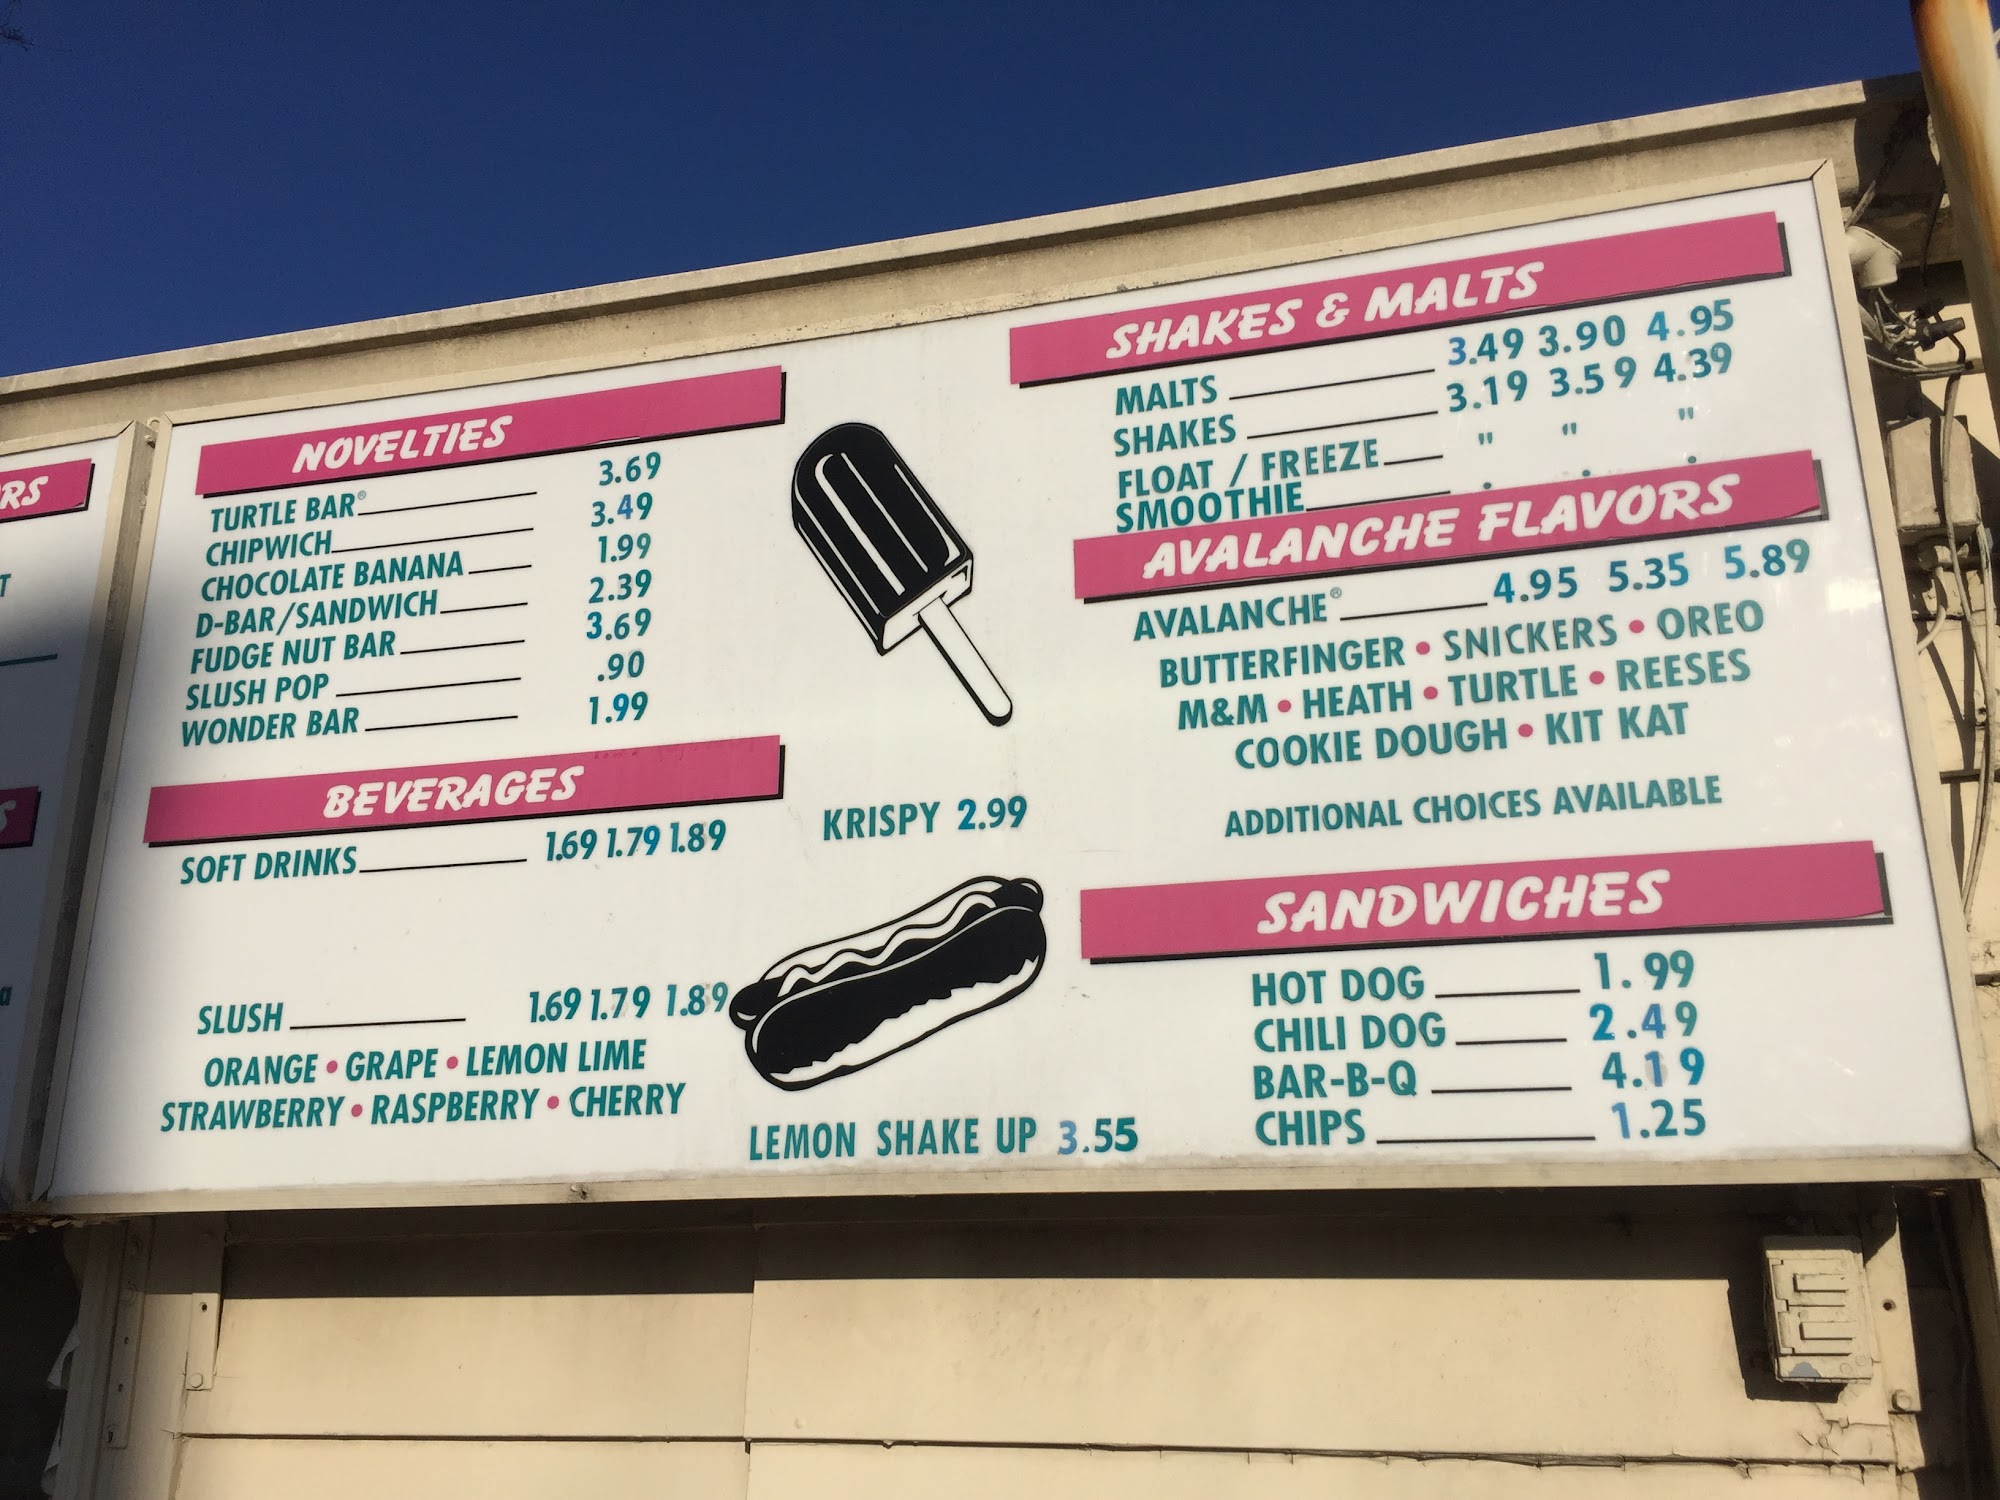 RS
T
S
a
NOVELTIES
TURTLE BAR® 3.69
CHIPWICH 3.49
CHOCOLATE BANANA 1.99
D-BAR/SANDWICH 2.39
FUDGE NUT BAR 3.69
SLUSH POP .90
WONDER BAR 1.99
BEVERAGES
SOFT DRINKS 1.69 1.79 1.89
SLUSH 1.69 1.79 1.89
ORANGE • GRAPE • LEMON LIME
STRAWBERRY • RASPBERRY • CHERRY
KRISPY 2.99
LEMON SHAKE UP 3.55
SHAKES & MALTS
MALTS 3.49 3.90 4.95
SHAKES 3.19 3.59 4.39
FLOAT / FREEZE " " "
SMOOTHIE . . .
AVALANCHE FLAVORS
AVALANCHE® 4.95 5.35 5.89
BUTTERFINGER • SNICKERS • OREO
M&M • HEATH • TURTLE • REESES
COOKIE DOUGH • KIT KAT
ADDITIONAL CHOICES AVAILABLE
SANDWICHES
HOT DOG 1.99
CHILI DOG 2.49
BAR-B-Q 4.19
CHIPS 1.25